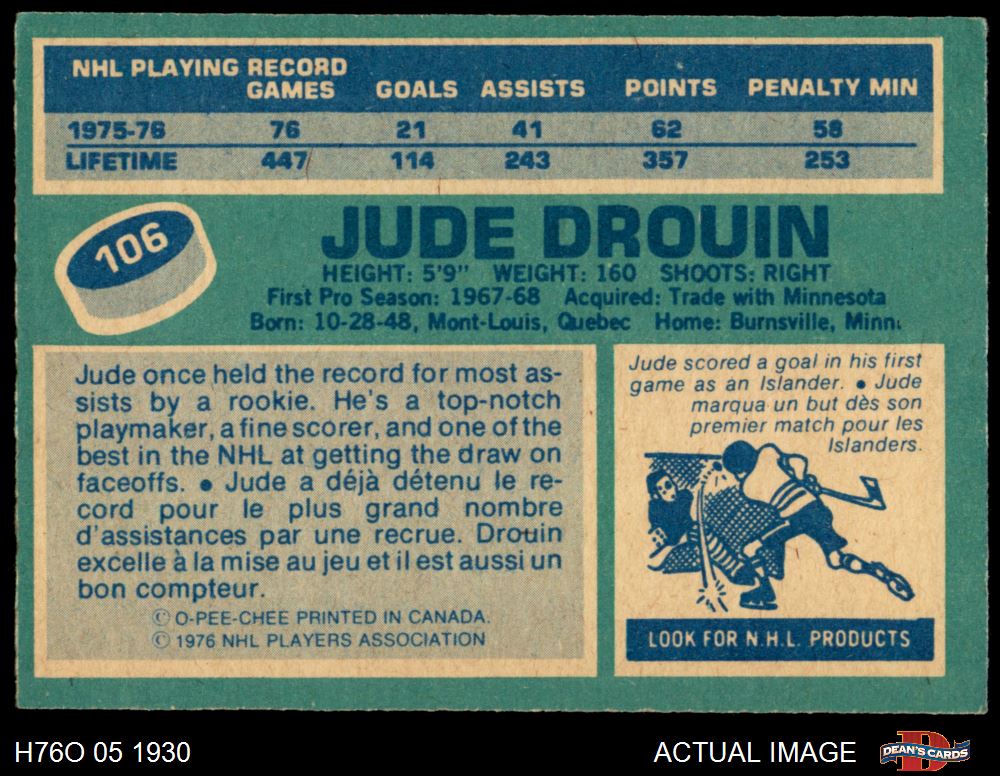 NHL PLAYING RECORD
GAMES GOALS ASSISTS POINTS PENALTY MIN
1975-76 76 21 41 62 58
LIFETIME 447 114 243 357 253
106
JUDE DROUIN
HEIGHT: 5'9" WEIGHT: 160 SHOOTS: RIGHT
First Pro Season: 1967-68 Acquired: Trade with Minnesota
Born: 10-28-48, Mont-Louis, Quebec Home: Burnsville, Minn.
Jude once held the record for most as-
sists by a rookie. He's a top-notch
playmaker, a fine scorer, and one of the
best in the NHL at getting the draw on
faceoffs. • Jude a déjà détenu le re-
cord pour le plus grand nombre
d'assistances par une recrue. Drouin
excelle à la mise au jeu et il est aussi un
bon compteur.
© O-PEE-CHEE PRINTED IN CANADA.
© 1976 NHL PLAYERS ASSOCIATION
Jude scored a goal in his first
game as an Islander. • Jude
marqua un but dès son
premier match pour les
Islanders.
LOOK FOR N.H.L. PRODUCTS
H76O 05 1930
ACTUAL IMAGE
DEAN'S CARDS